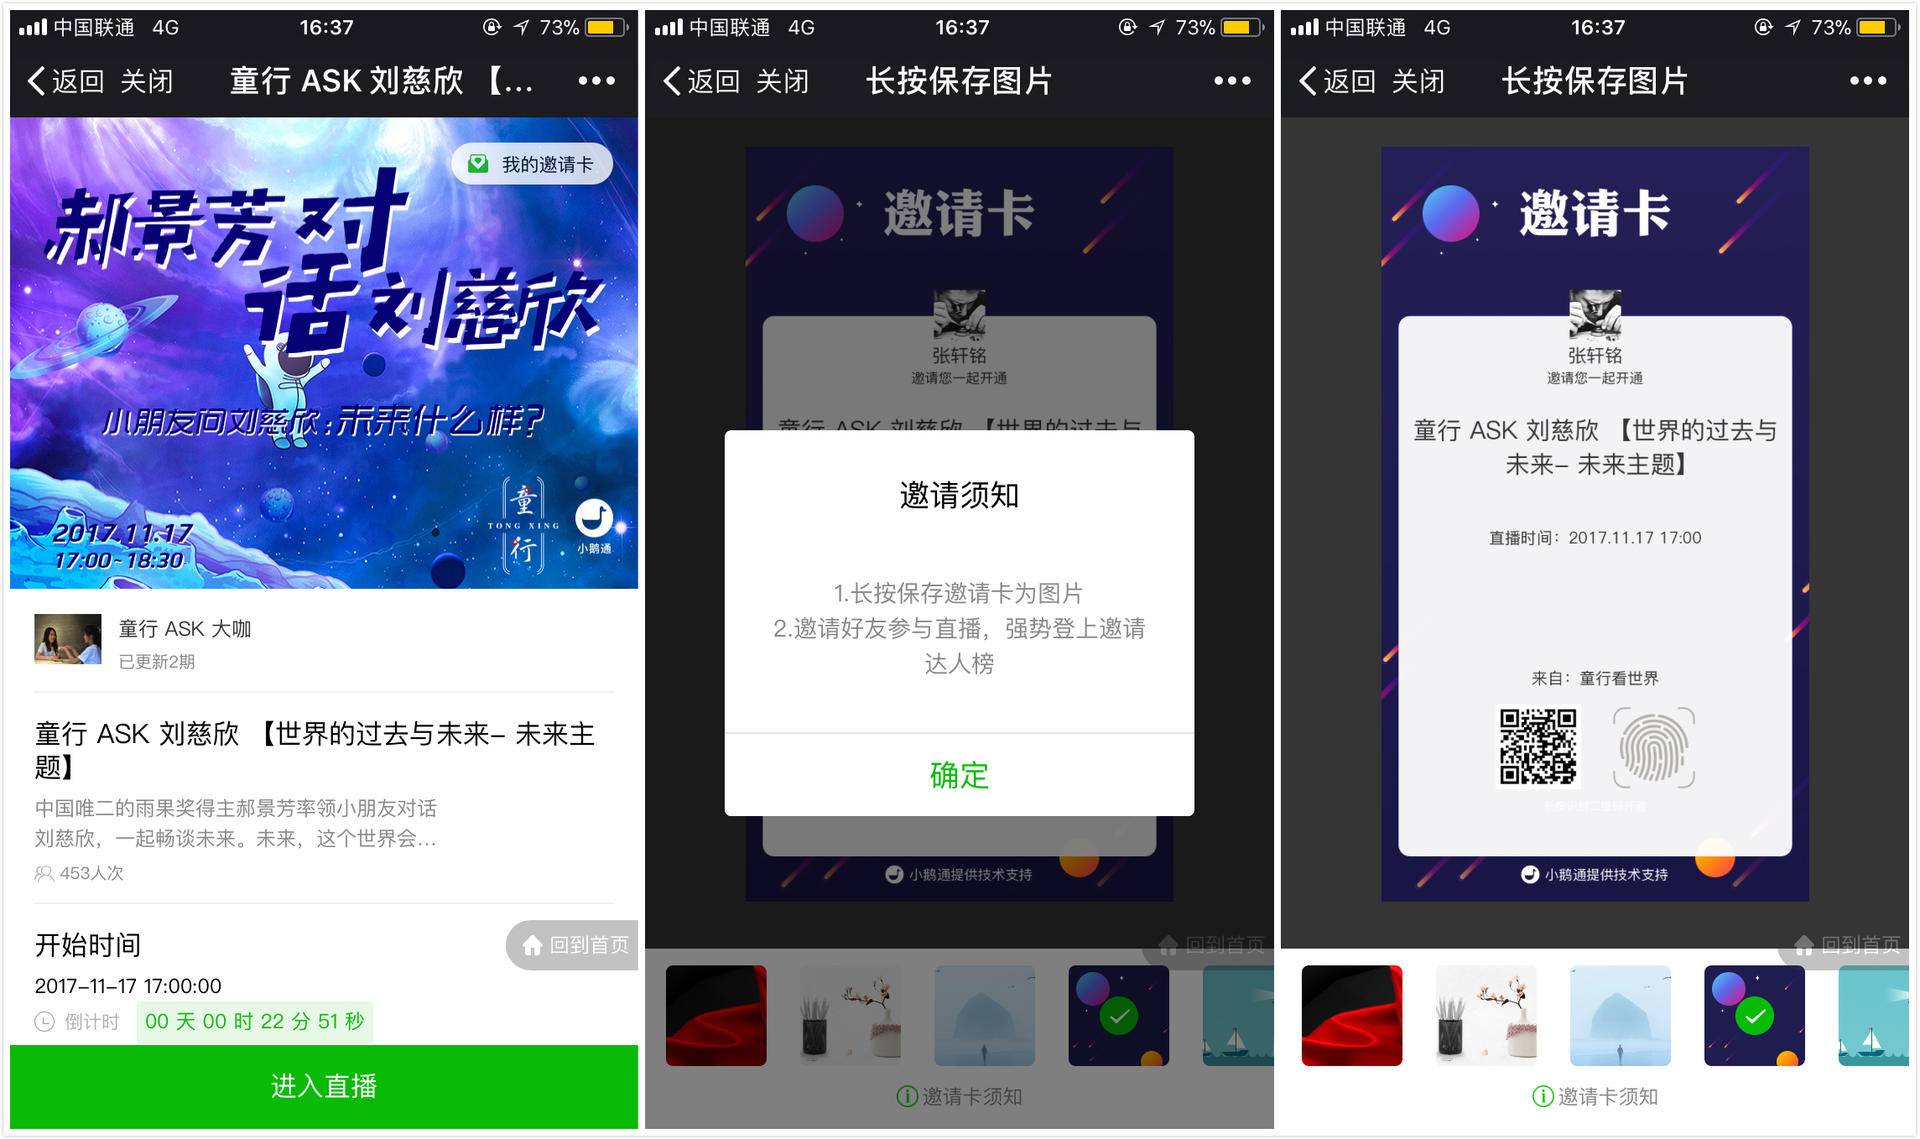 中国联通 4G 16:37 73%
返回 关闭 童行 ASK 刘慈欣 【...
我的邀请卡
郝景芳对
话刘慈欣
小朋友问刘慈欣:未来什么样?
童
TONG XING
行
小鹅通
2017.11.17
17:00~18:30
童行 ASK 大咖
已更新2期
童行 ASK 刘慈欣 【世界的过去与未来- 未来主
题】
中国唯二的雨果奖得主郝景芳率领小朋友对话
刘慈欣，一起畅谈未来。未来，这个世界会...
453人次
开始时间
回到首页
2017-11-17 17:00:00
倒计时 00 天 00 时 22 分 51 秒
进入直播
中国联通 4G 16:37 73%
返回 关闭 长按保存图片
邀请卡
张轩铭
邀请您一起开通
童行 ASK 刘慈欣 【世界的过去与
邀请须知
1.长按保存邀请卡为图片
2.邀请好友参与直播，强势登上邀请
达人榜
确定
小鹅通提供技术支持
回到首页
邀请卡须知
中国联通 4G 16:37 73%
返回 关闭 长按保存图片
邀请卡
张轩铭
邀请您一起开通
童行 ASK 刘慈欣 【世界的过去与
未来- 未来主题】
直播时间：2017.11.17 17:00
来自：童行看世界
小鹅通提供技术支持
回到首页
邀请卡须知